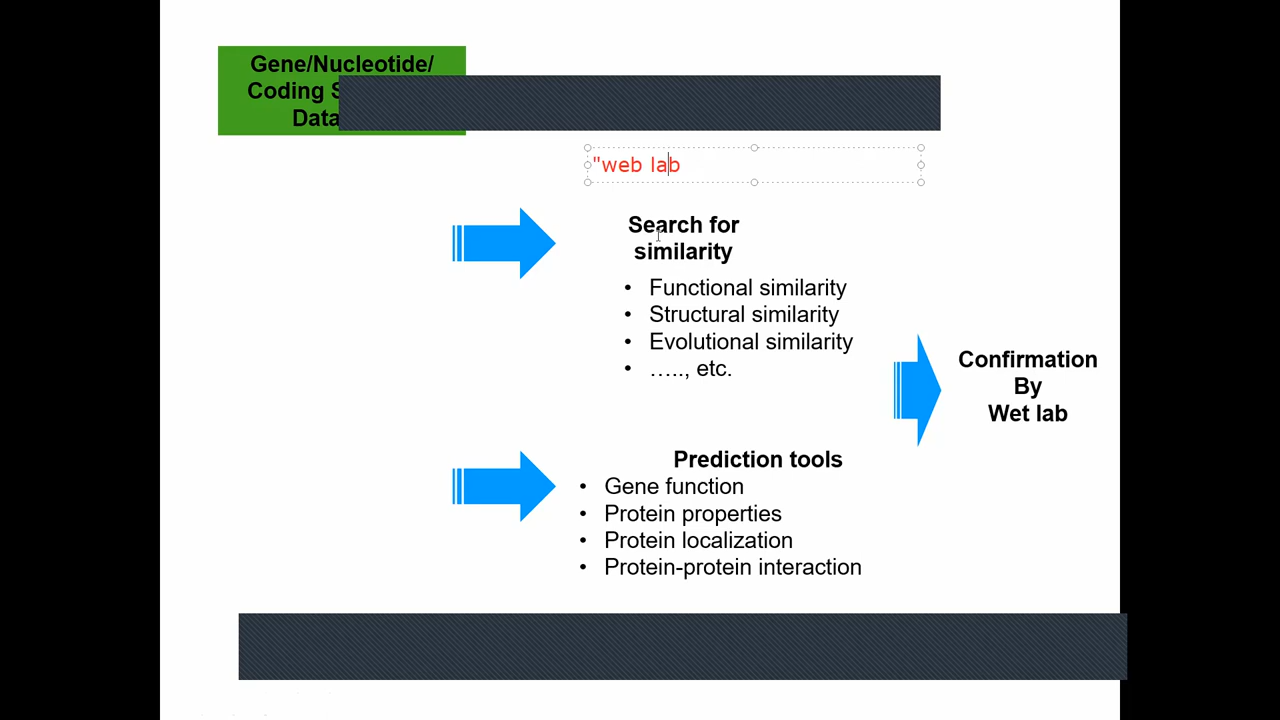 Gene/Nucleotide/
Coding
Data
"web lab
Search for
similarity
• Functional similarity
• Structural similarity
• Evolutional similarity
• ….., etc.
Confirmation
By
Wet lab
Prediction tools
• Gene function
• Protein properties
• Protein localization
• Protein-protein interaction